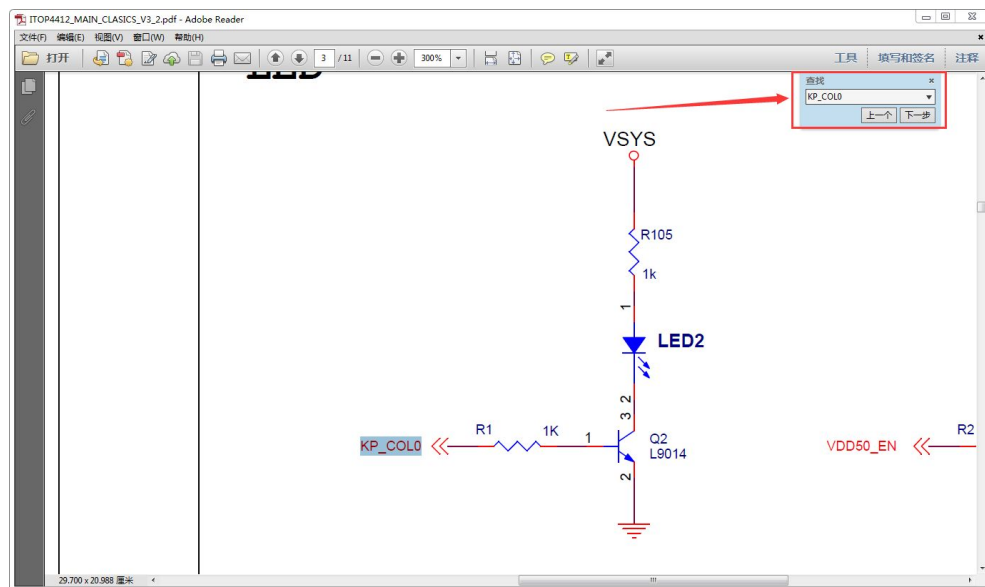 ITOP4412_MAIN_CLASICS_V3_2.pdf - Adobe Reader
文件(F) 编辑(E) 视图(V) 窗口(W) 帮助(H)
打开 3 /11 300% 工具 填写和签名 注释
LED
查找
KP_COL0
上一个 下一步
VSYS
R105
1k
1
LED2
2
3
KP_COL0 R1 1K 1 Q2
L9014
2
VDD50_EN R2
29.700 x 20.988 厘米